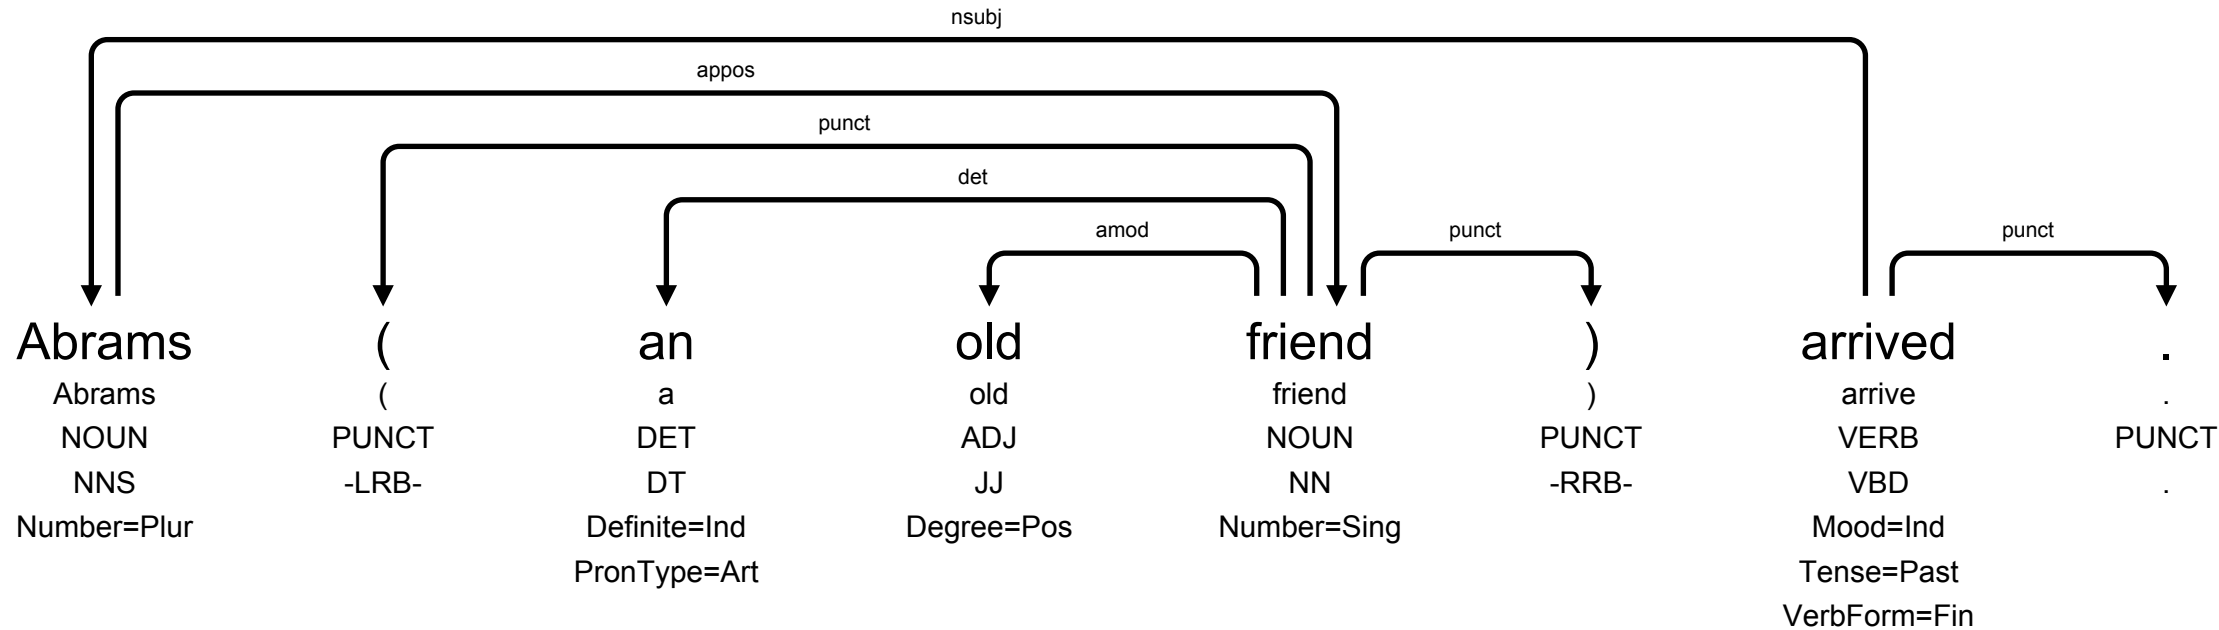 nsubj
appos
punct
det
amod punct punct
Abrams ( an old friend ) arrived .
Abrams ( a old friend ) arrive .
NOUN PUNCT DET ADJ NOUN PUNCT VERB PUNCT
NNS -LRB- DT JJ NN -RRB- VBD .
Number=Plur Definite=Ind Degree=Pos Number=Sing Mood=Ind
PronType=Art Tense=Past
VerbForm=Fin